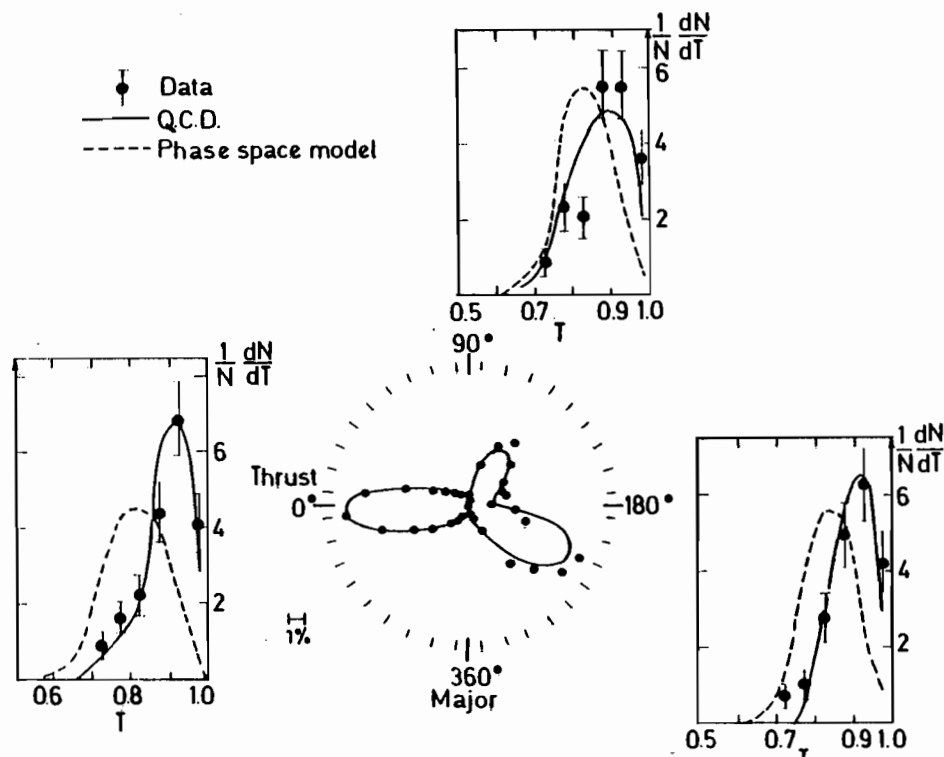 Data
Q.C.D.
Phase space model
1/N dN/dT
6
4
2
0.5 0.7 0.9 1.0
T
1/N dN/dT
6
4
2
0.6 0.8 1.0
T
90°
Thrust
0°
180°
1%
360°
Major
1/N dN/dT
6
4
2
0.5 0.7 0.9 1.0
T